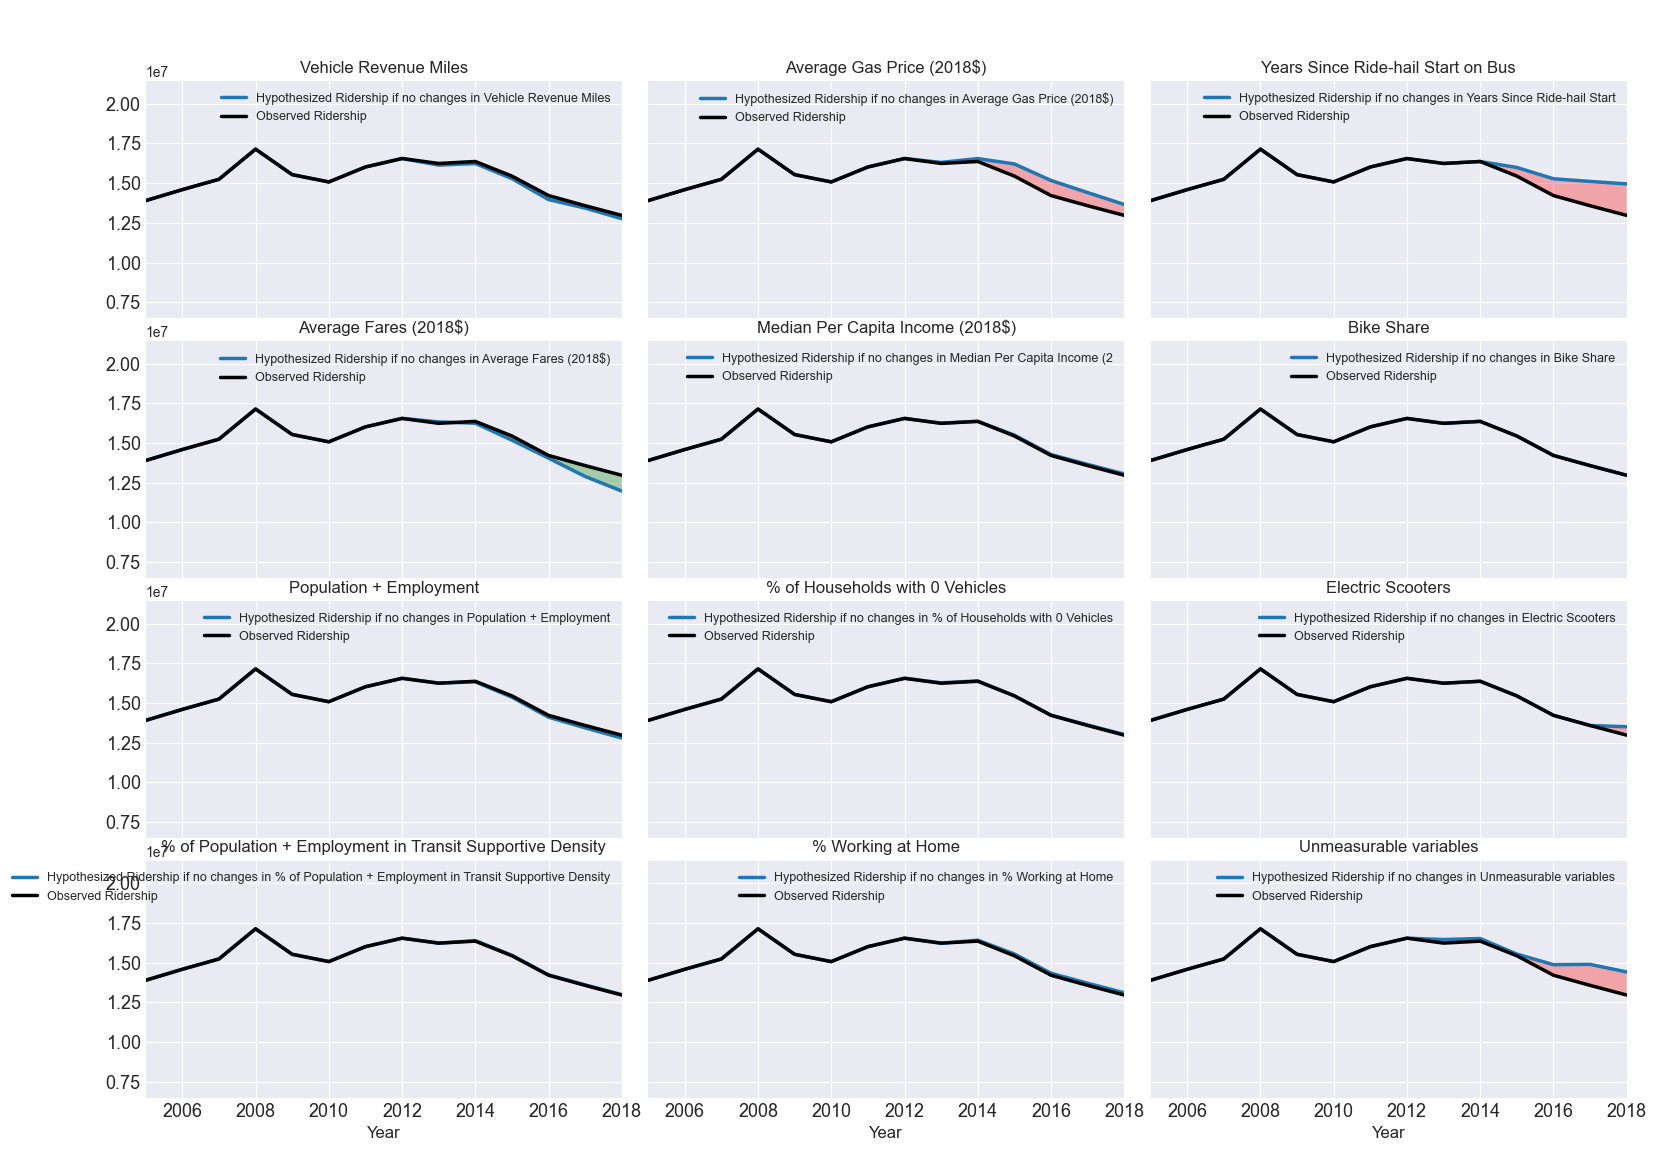 Vehicle Revenue Miles
1e7
Hypothesized Ridership if no changes in Vehicle Revenue Miles
Observed Ridership
2.00
1.75
1.50
1.25
1.00
0.75
Average Gas Price (2018$)
Hypothesized Ridership if no changes in Average Gas Price (2018$)
Observed Ridership
Years Since Ride-hail Start on Bus
Hypothesized Ridership if no changes in Years Since Ride-hail Start
Observed Ridership
Average Fares (2018$)
1e7
Hypothesized Ridership if no changes in Average Fares (2018$)
Observed Ridership
2.00
1.75
1.50
1.25
1.00
0.75
Median Per Capita Income (2018$)
Hypothesized Ridership if no changes in Median Per Capita Income (2
Observed Ridership
Bike Share
Hypothesized Ridership if no changes in Bike Share
Observed Ridership
Population + Employment
1e7
Hypothesized Ridership if no changes in Population + Employment
Observed Ridership
2.00
1.75
1.50
1.25
1.00
0.75
% of Households with 0 Vehicles
Hypothesized Ridership if no changes in % of Households with 0 Vehicles
Observed Ridership
Electric Scooters
Hypothesized Ridership if no changes in Electric Scooters
Observed Ridership
% of Population + Employment in Transit Supportive Density
1e7
Hypothesized Ridership if no changes in % of Population + Employment in Transit Supportive Density
Observed Ridership
2.00
1.75
1.50
1.25
1.00
0.75
2006 2008 2010 2012 2014 2016 2018
Year
% Working at Home
Hypothesized Ridership if no changes in % Working at Home
Observed Ridership
2006 2008 2010 2012 2014 2016 2018
Year
Unmeasurable variables
Hypothesized Ridership if no changes in Unmeasurable variables
Observed Ridership
2006 2008 2010 2012 2014 2016 2018
Year